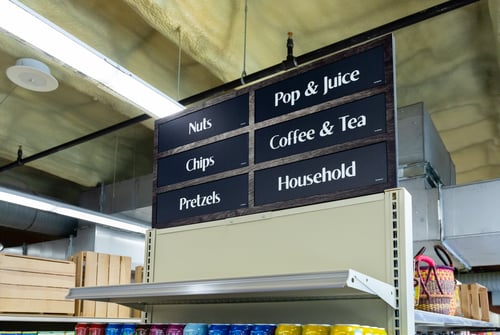 Nuts
Chips
Pretzels
Pop & Juice
Coffee & Tea
Household